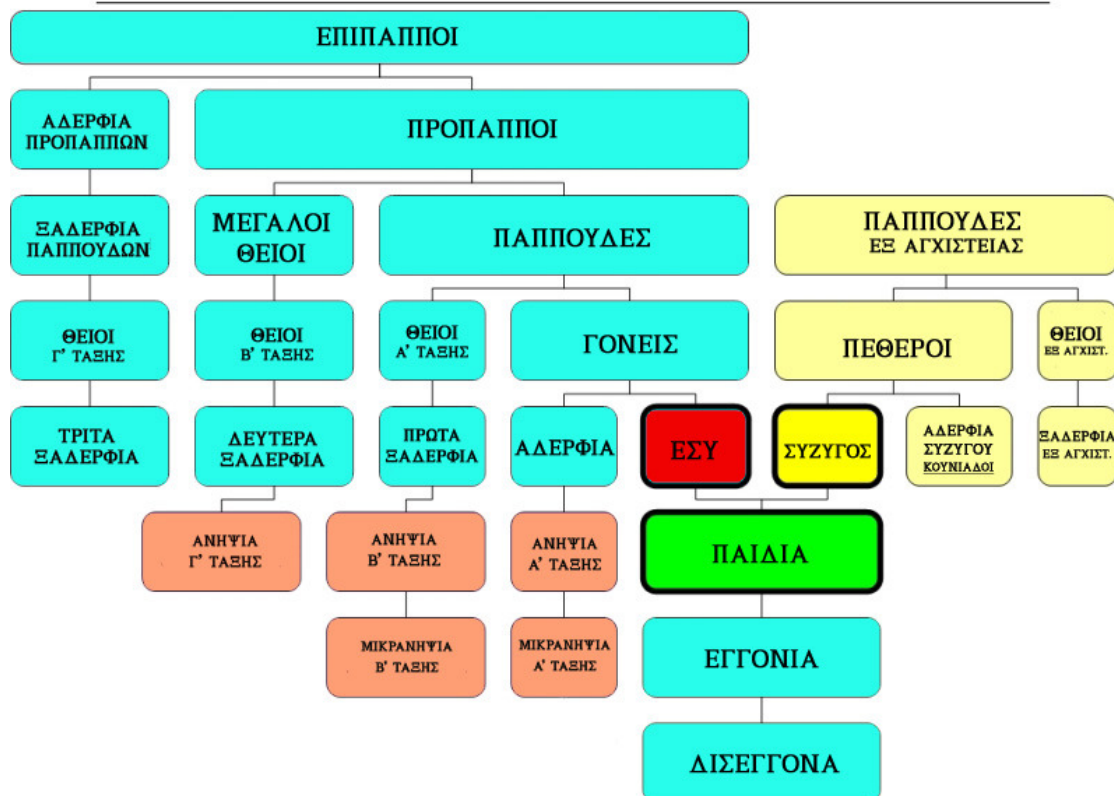 ΕΠΙΠΑΠΠΟΙ
ΑΔΕΡΦΙΑ
ΠΡΟΠΑΠΠΩΝ
ΠΡΟΠΑΠΠΟΙ
ΞΑΔΕΡΦΙΑ
ΠΑΠΠΟΥΔΩΝ
ΜΕΓΑΛΟΙ
ΘΕΙΟΙ
ΠΑΠΠΟΥΔΕΣ
ΠΑΠΠΟΥΔΕΣ
ΕΞ ΑΓΧΙΣΤΕΙΑΣ
ΘΕΙΟΙ
Γ' ΤΑΞΗΣ
ΘΕΙΟΙ
Β' ΤΑΞΗΣ
ΘΕΙΟΙ
Α' ΤΑΞΗΣ
ΓΟΝΕΙΣ
ΠΕΘΕΡΟΙ
ΘΕΙΟΙ
ΕΞ ΑΓΧΙΣΤ.
ΤΡΙΤΑ
ΞΑΔΕΡΦΙΑ
ΔΕΥΤΕΡΑ
ΞΑΔΕΡΦΙΑ
ΠΡΩΤΑ
ΞΑΔΕΡΦΙΑ
ΑΔΕΡΦΙΑ
ΕΣΥ
ΣΥΖΥΓΟΣ
ΑΔΕΡΦΙΑ
ΣΥΖΥΓΟΥ
ΚΟΥΝΙΑΔΟΙ
ΞΑΔΕΡΦΙΑ
ΕΞ ΑΓΧΙΣΤ.
ΑΝΗΨΙΑ
Γ' ΤΑΞΗΣ
ΑΝΗΨΙΑ
Β' ΤΑΞΗΣ
ΑΝΗΨΙΑ
Α' ΤΑΞΗΣ
ΠΑΙΔΙΑ
ΜΙΚΡΑΝΗΨΙΑ
Β' ΤΑΞΗΣ
ΜΙΚΡΑΝΗΨΙΑ
Α' ΤΑΞΗΣ
ΕΓΓΟΝΙΑ
ΔΙΣΕΓΓΟΝΑ